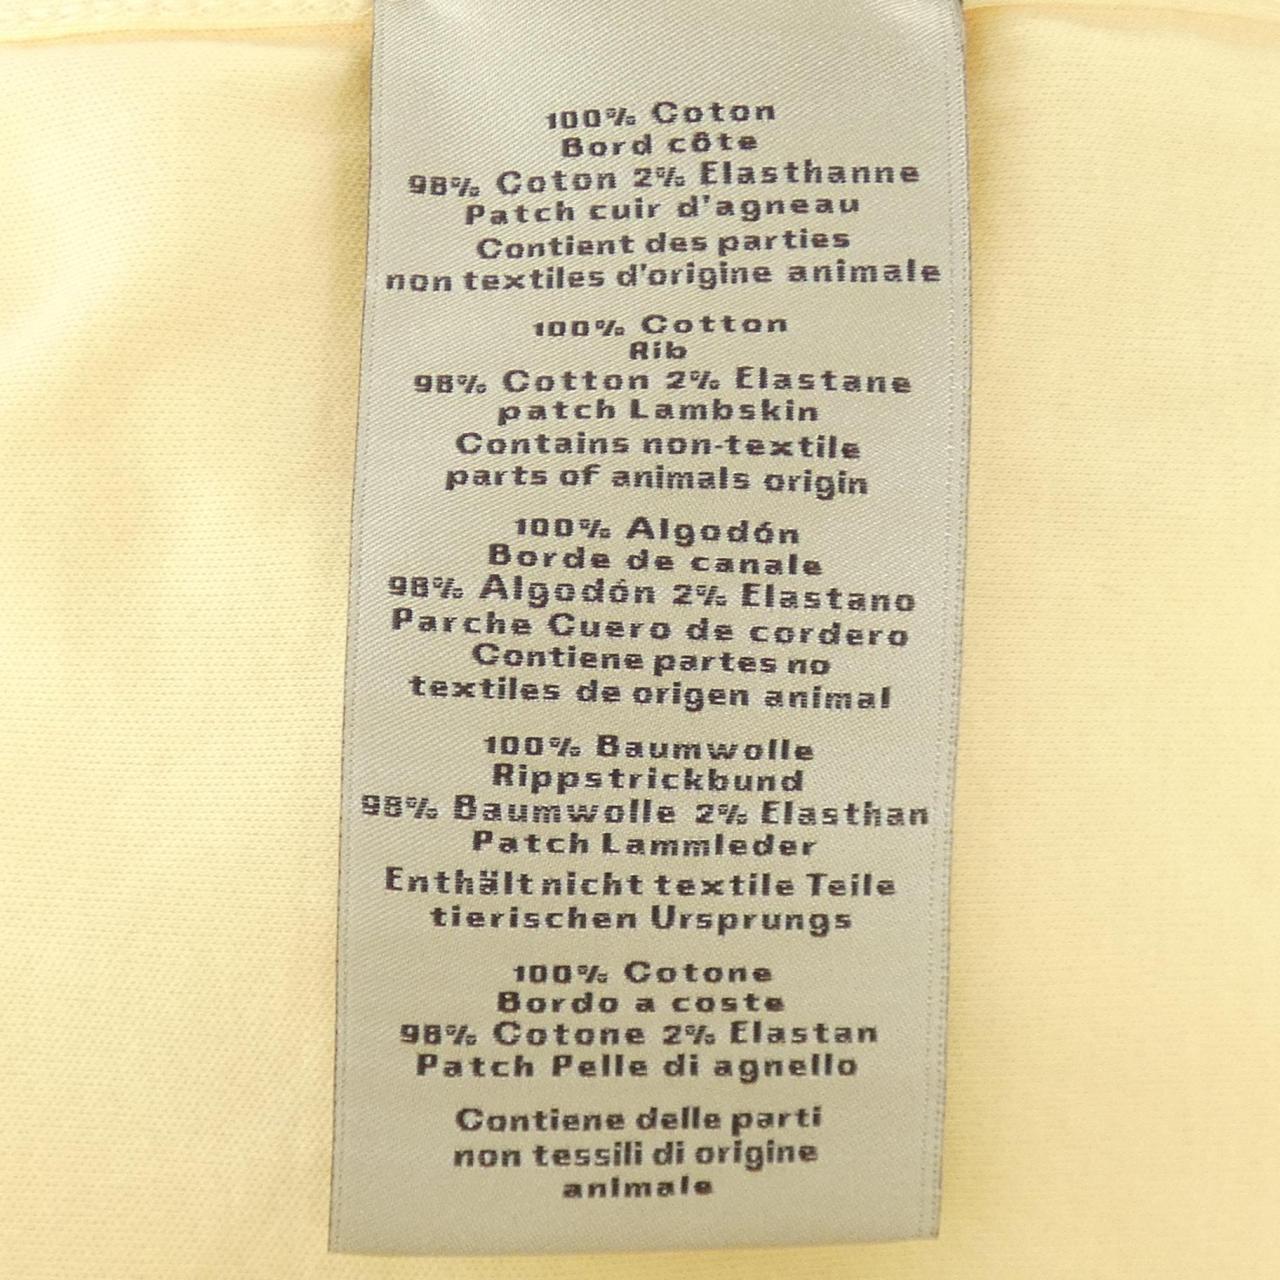 100% Coton
Bord côte
98% Coton 2% Elasthanne
Patch cuir d'agneau
Contient des parties
non textiles d'origine animale
100% Cotton
Rib
98% Cotton 2% Elastane
patch Lambskin
Contains non-textile
parts of animals origin
100% Algodón
Borde de canale
98% Algodón 2% Elastano
Parche Cuero de cordero
Contiene partes no
textiles de origen animal
100% Baumwolle
Rippstrickbund
98% Baumwolle 2% Elasthan
Patch Lammleder
Enthält nicht textile Teile
tierischen Ursprungs
100% Cotone
Bordo a coste
98% Cotone 2% Elastan
Patch Pelle di agnello
Contiene delle parti
non tessili di origine
animale